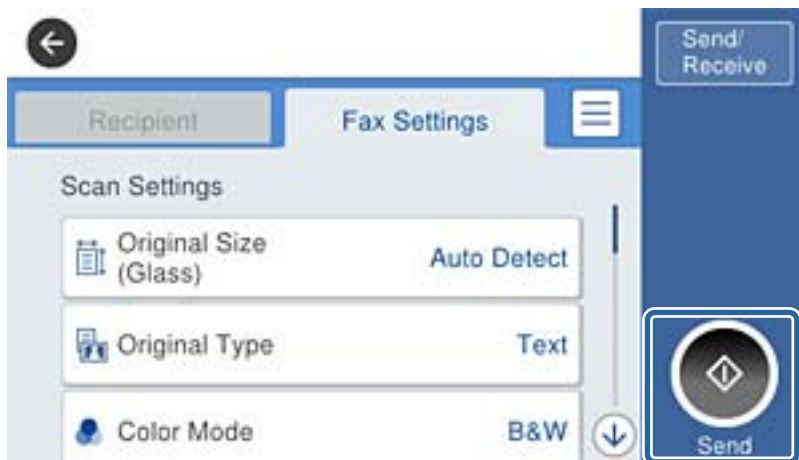 Send/
Receive
Recipient
Fax Settings
Scan Settings
Original Size
(Glass)
Auto Detect
Original Type
Text
Color Mode
B&W
Send